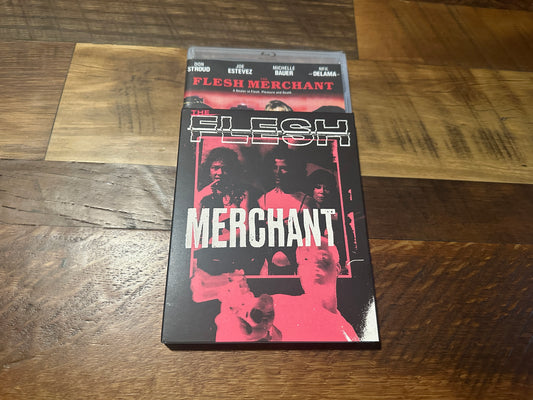 DON JOE MICHELLE NEIL
STROUD ESTEVEZ BAUER DELAMA
THE
FLESH MERCHANT
A Dealer of Flesh, Pleasure and Death
THE
FLESH
MERCHANT